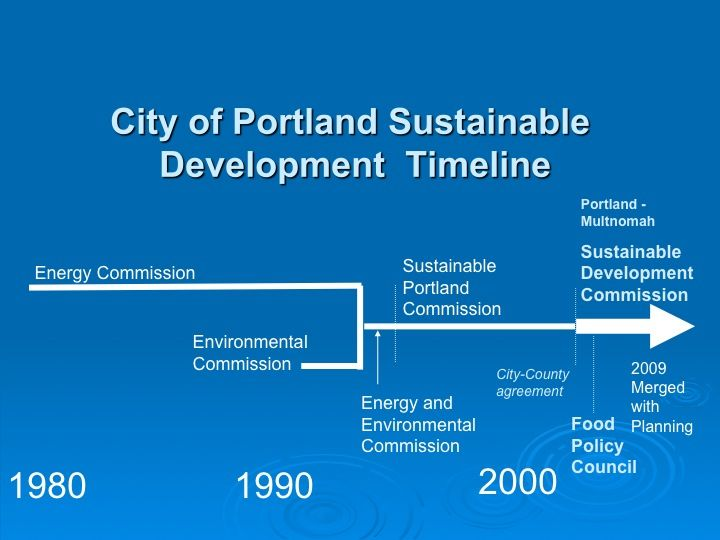 City of Portland Sustainable
Development Timeline
Portland -
Multnomah
Sustainable
Development
Commission
Energy Commission
Sustainable
Portland
Commission
Environmental
Commission
City-County
agreement
2009
Merged
with
Planning
Energy and
Environmental
Commission
Food
Policy
Council
1980
1990
2000